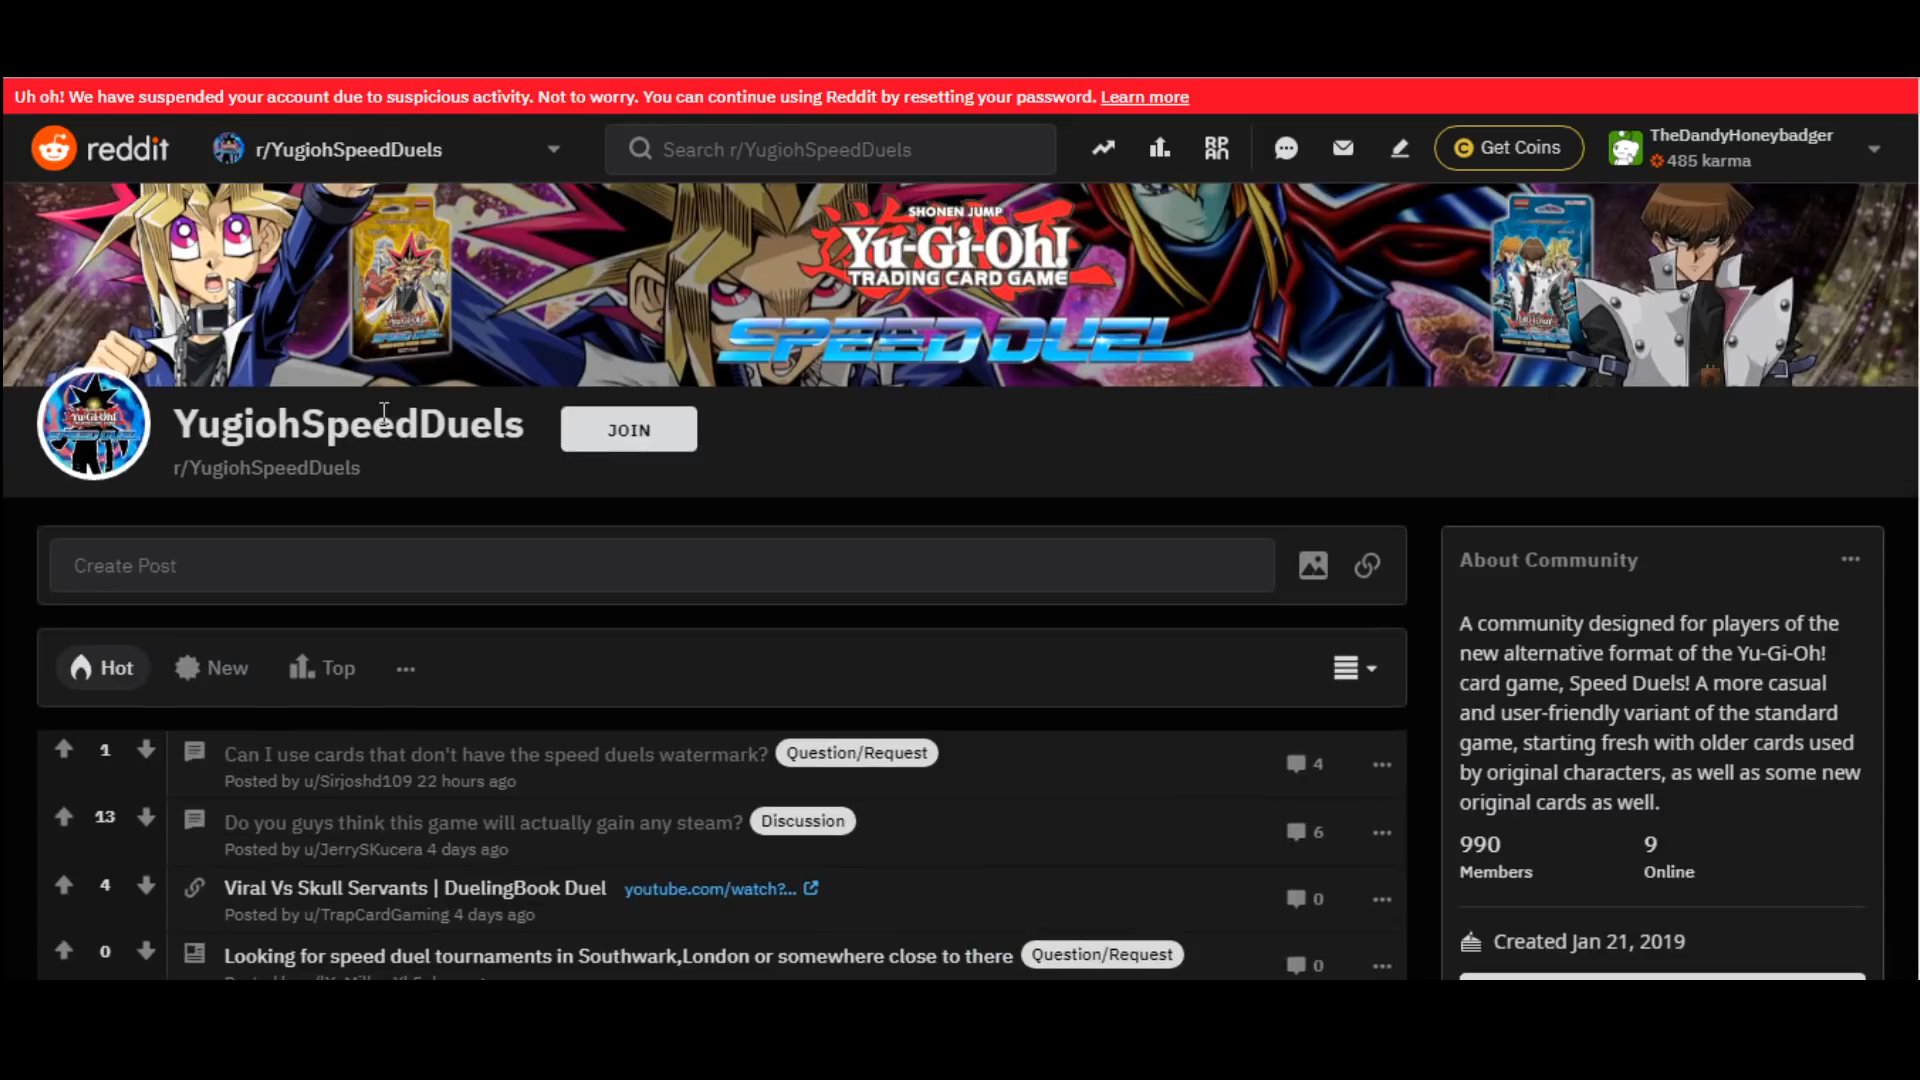 Uh oh! We have suspended your account due to suspicious activity. Not to worry. You can continue using Reddit by resetting your password. Learn more
reddit r/YugiohSpeedDuels Search r/YugiohSpeedDuels RPAN Get Coins TheDandyHoneybadger
485 karma
SHONEN JUMP
Yu-Gi-Oh!
TRADING CARD GAME
SPEED DUEL
YugiohSpeedDuels JOIN
r/YugiohSpeedDuels
Create Post
Hot New Top
1 Can I use cards that don't have the speed duels watermark? Question/Request 4
Posted by u/Sirjoshd109 22 hours ago
13 Do you guys think this game will actually gain any steam? Discussion 6
Posted by u/JerrySKucera 4 days ago
4 Viral Vs Skull Servants | DuelingBook Duel youtube.com/watch?... 0
Posted by u/TrapCardGaming 4 days ago
0 Looking for speed duel tournaments in Southwark,London or somewhere close to there Question/Request 0
About Community
A community designed for players of the
new alternative format of the Yu-Gi-Oh!
card game, Speed Duels! A more casual
and user-friendly variant of the standard
game, starting fresh with older cards used
by original characters, as well as some new
original cards as well.
990 9
Members Online
Created Jan 21, 2019